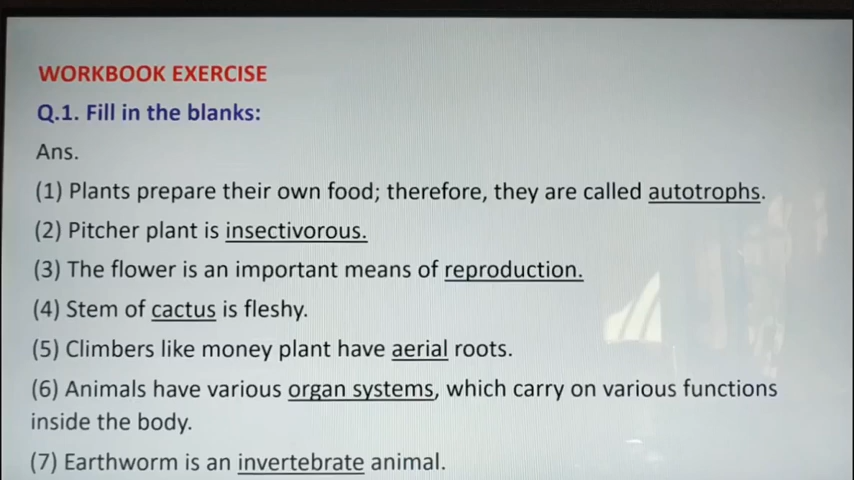 WORKBOOK EXERCISE
Q.1. Fill in the blanks:
Ans.
(1) Plants prepare their own food; therefore, they are called autotrophs.
(2) Pitcher plant is insectivorous.
(3) The flower is an important means of reproduction.
(4) Stem of cactus is fleshy.
(5) Climbers like money plant have aerial roots.
(6) Animals have various organ systems, which carry on various functions
inside the body.
(7) Earthworm is an invertebrate animal.